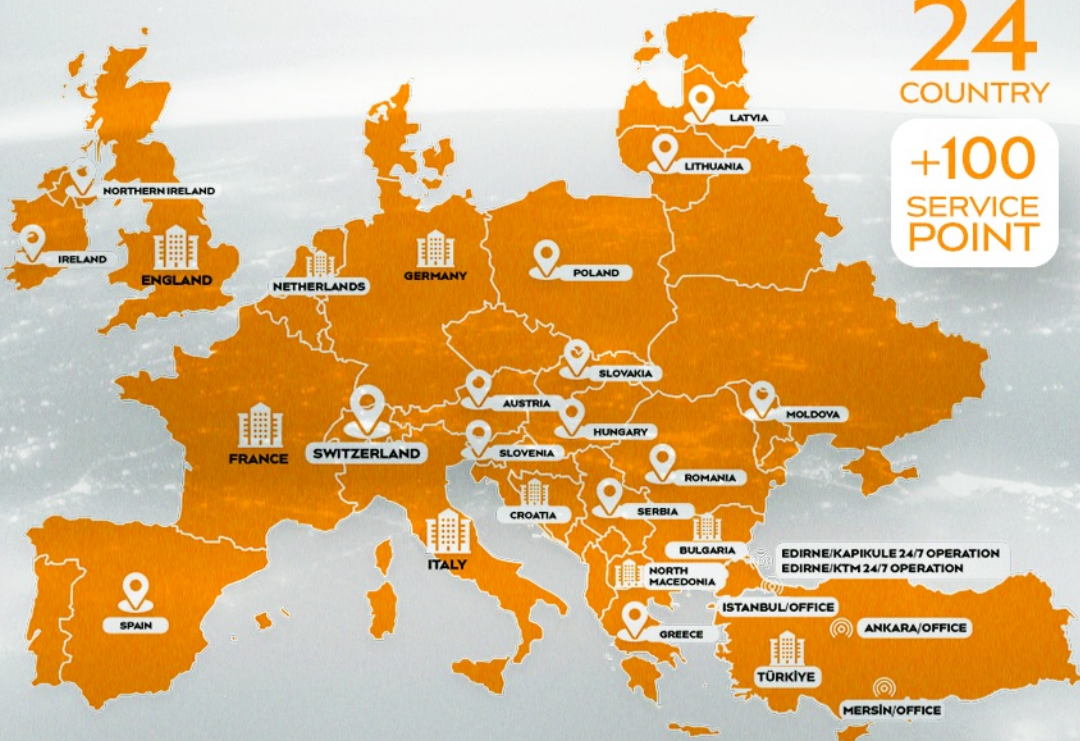 24
COUNTRY
+100
SERVICE
POINT
LATVIA
LITHUANIA
NORTHERN IRELAND
IRELAND
ENGLAND
NETHERLANDS
GERMANY
POLAND
SLOVAKIA
AUSTRIA
MOLDOVA
HUNGARY
FRANCE
SWITZERLAND
SLOVENIA
ROMANIA
CROATIA
SERBIA
BULGARIA
ITALY
EDIRNE/KAPIKULE 24/7 OPERATION
EDIRNE/KTM 24/7 OPERATION
NORTH
MACEDONIA
ISTANBUL/OFFICE
SPAIN
GREECE
ANKARA/OFFICE
TÜRKİYE
MERSİN/OFFICE